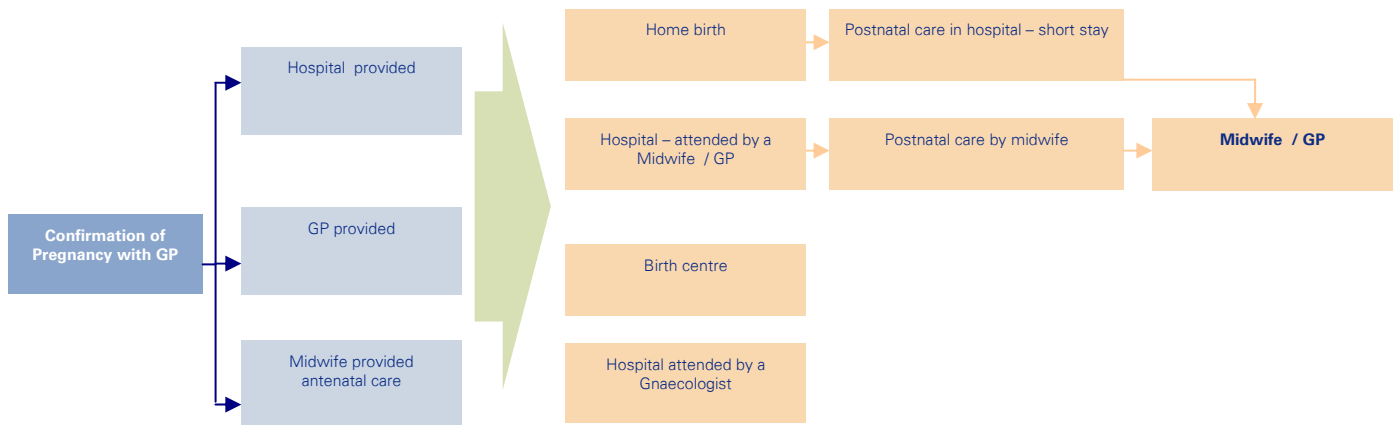 Confirmation of
Pregnancy with GP
Hospital provided
GP provided
Midwife provided
antenatal care
Home birth
Postnatal care in hospital – short stay
Hospital – attended by a
Midwife / GP
Postnatal care by midwife
Midwife / GP
Birth centre
Hospital attended by a
Gnaecologist